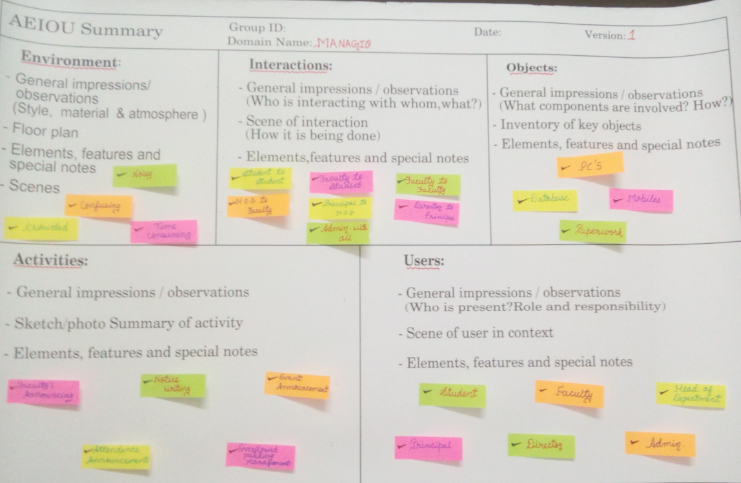 AEIOU Summary
Group ID:
Domain Name: MANAGIO
Date:
Version: 1
Environment:
- General impressions/
observations
(Style, material & atmosphere )
- Floor plan
- Elements, features and
special notes
- Scenes
✓ Noisy
✓ Confusing
✓ Crowded
✓ Time
Consuming
Interactions:
- General impressions / observations
(Who is interacting with whom,what?)
- Scene of interaction
(How it is being done)
- Elements,features and special notes
✓ Student to
student
✓ Faculty to
Student
✓ Faculty to
Faculty
✓ H.O.D to
Faculty
✓ Principal to
H.O.D
✓ Director to
Principal
✓ Admin with
all
Objects:
- General impressions / observations
(What components are involved? How?)
- Inventory of key objects
- Elements, features and special notes
✓ PC'S
✓ Database
✓ Mobiles
✓ Paperwork
Activities:
- General impressions / observations
- Sketch/photo Summary of activity
- Elements, features and special notes
✓ Faculty's
Announcing
✓ Notice
Writing
✓ Event
Announcement
✓ Attendance
Announcement
Management
Users:
- General impressions / observations
(Who is present?Role and responsibility)
- Scene of user in context
- Elements, features and special notes
✓ Student
✓ Faculty
✓ Head of
Department
✓ Principal
✓ Director
✓ Admin